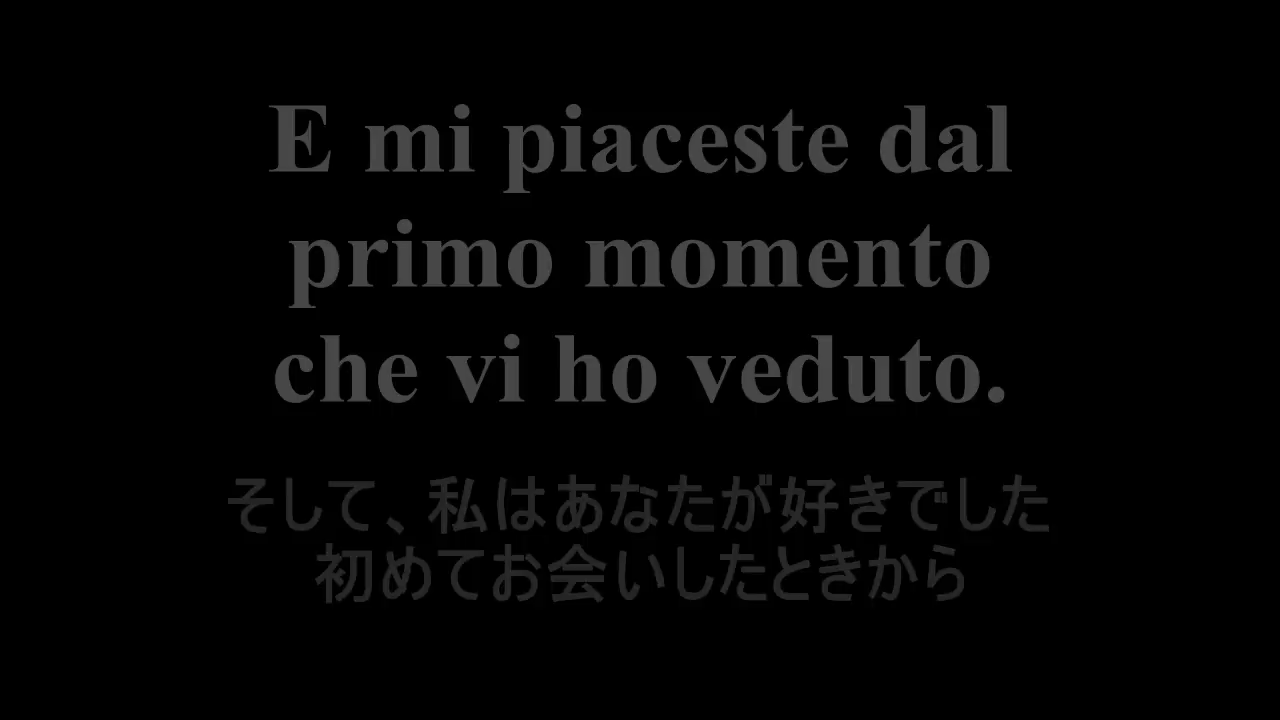 E mi piaceste dal
primo momento
che vi ho veduto.
そして、私はあなたが好きでした
初めてお会いしたときから